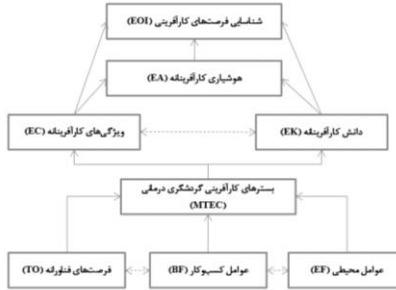 شناسایی فرصت‌های کارآفرینی (EOI)
هوشیاری کارآفرینانه (EA)
دانش کارآفرینانه (EK)
ویژگی‌های کارآفرینانه (EC)
بسترهای کارآفرینی گردشگری درمانی
(MTEC)
عوامل محیطی (EF)
عوامل کسب‌وکار (BF)
فرصت‌های فناورانه (TO)